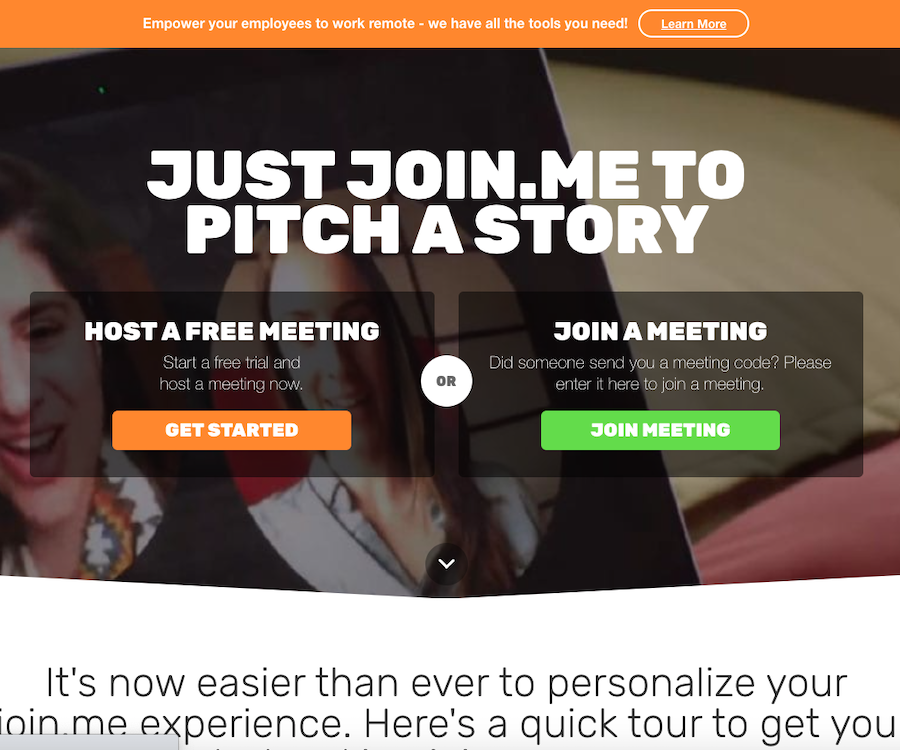 Empower your employees to work remote - we have all the tools you need! Learn More
JUST JOIN.ME TO
PITCH A STORY
HOST A FREE MEETING
Start a free trial and
host a meeting now.
GET STARTED
OR
JOIN A MEETING
Did someone send you a meeting code? Please
enter it here to join a meeting.
JOIN MEETING
It's now easier than ever to personalize your
join.me experience. Here's a quick tour to get you